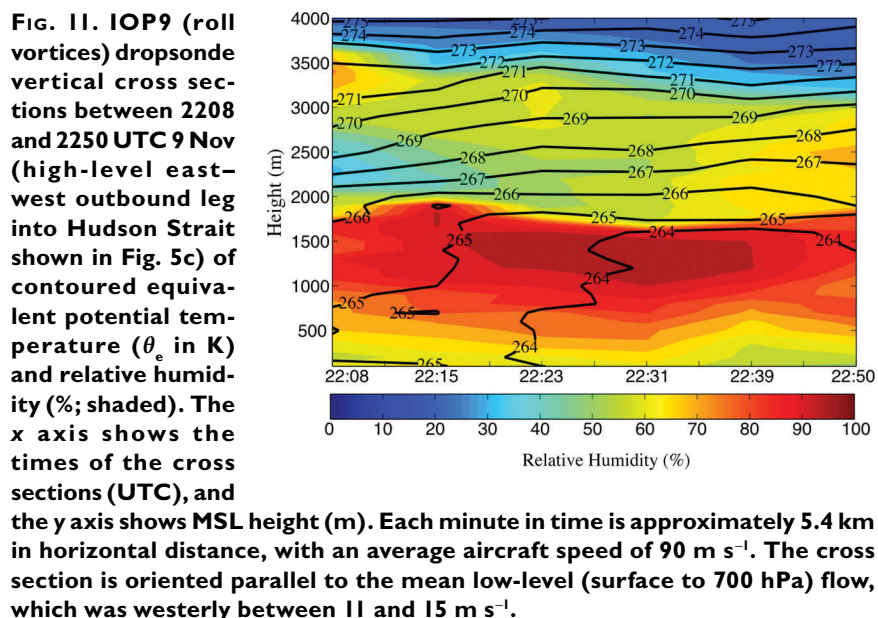 FIG. 11. IOP9 (roll
vortices) dropsonde
vertical cross sec-
tions between 2208
and 2250 UTC 9 Nov
(high-level east–
west outbound leg
into Hudson Strait
shown in Fig. 5c) of
contoured equiva-
lent potential tem-
perature (θe in K)
and relative humid-
ity (%; shaded). The
x axis shows the
times of the cross
sections (UTC), and
the y axis shows MSL height (m). Each minute in time is approximately 5.4 km
in horizontal distance, with an average aircraft speed of 90 m s⁻¹. The cross
section is oriented parallel to the mean low-level (surface to 700 hPa) flow,
which was westerly between 11 and 15 m s⁻¹.
Height (m)
4000
3500
3000
2500
2000
1500
1000
500
275 274 273 272 271 270 269 268 267 266 265 264
274 273 272 271 270 269 268 267 266 265 264
273 272 271 270 269 268 267 266 265 264
266 265 264
265 264
265 264
265
22:08 22:15 22:23 22:31 22:39 22:50
0 10 20 30 40 50 60 70 80 90 100
Relative Humidity (%)